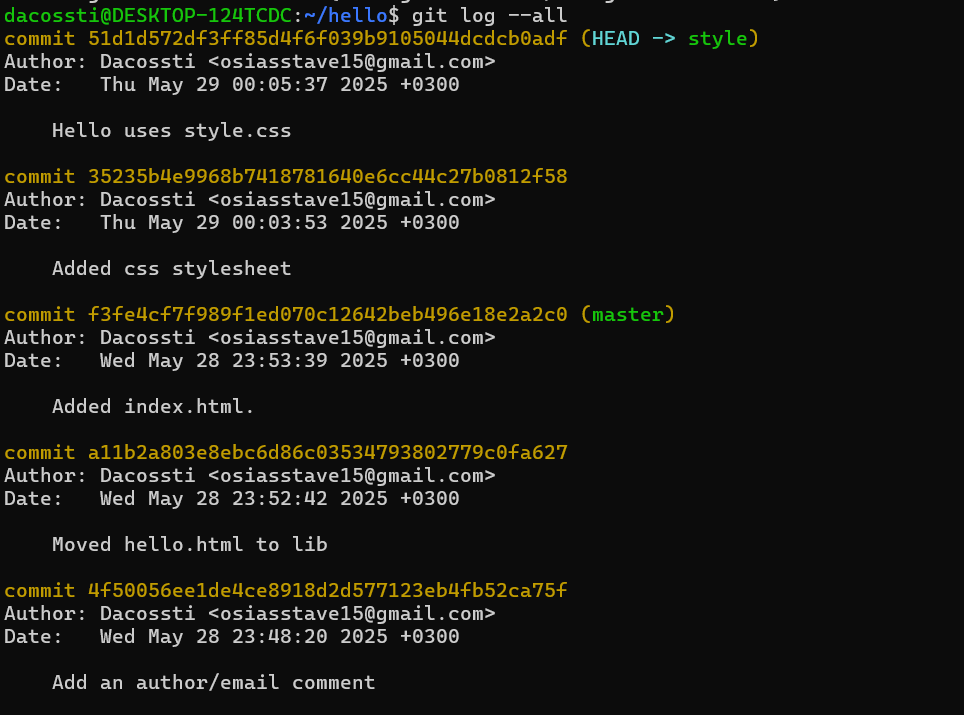 dacossti@DESKTOP-124TCDC:~/hello$ git log --all
commit 51d1d572df3ff85d4f6f039b9105044dcdcb0adf (HEAD -> style)
Author: Dacossti <osiasstave15@gmail.com>
Date:   Thu May 29 00:05:37 2025 +0300
    Hello uses style.css
commit 35235b4e9968b7418781640e6cc44c27b0812f58
Author: Dacossti <osiasstave15@gmail.com>
Date:   Thu May 29 00:03:53 2025 +0300
    Added css stylesheet
commit f3fe4cf7f989f1ed070c12642beb496e18e2a2c0 (master)
Author: Dacossti <osiasstave15@gmail.com>
Date:   Wed May 28 23:53:39 2025 +0300
    Added index.html.
commit a11b2a803e8ebc6d86c03534793802779c0fa627
Author: Dacossti <osiasstave15@gmail.com>
Date:   Wed May 28 23:52:42 2025 +0300
    Moved hello.html to lib
commit 4f50056ee1de4ce8918d2d577123eb4fb52ca75f
Author: Dacossti <osiasstave15@gmail.com>
Date:   Wed May 28 23:48:20 2025 +0300
    Add an author/email comment